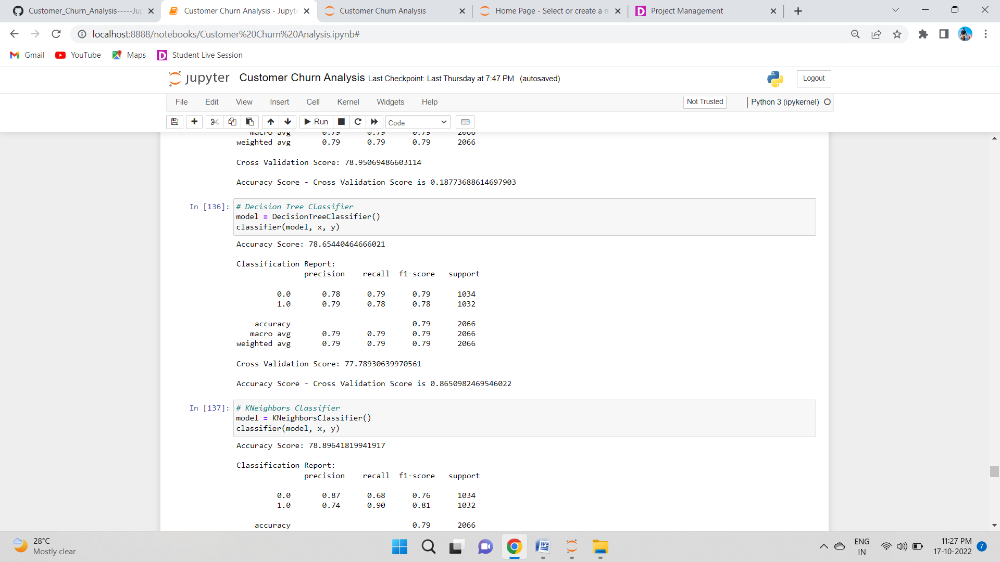 Customer_Churn_Analysis-----Jup
Customer Churn Analysis - Jupyte
Customer Churn Analysis
Home Page - Select or create a n
Project Management
localhost:8888/notebooks/Customer%20Churn%20Analysis.ipynb#
Gmail
YouTube
Maps
Student Live Session
jupyter Customer Churn Analysis Last Checkpoint: Last Thursday at 7:47 PM (autosaved)
Logout
File Edit View Insert Cell Kernel Widgets Help
Not Trusted
Python 3 (ipykernel)
Run
Code
macro avg 0.79 0.79 0.79 2066
weighted avg 0.79 0.79 0.79 2066
Cross Validation Score: 78.95069486603114
Accuracy Score - Cross Validation Score is 0.18773688614697903
In [136]: # Decision Tree Classifier
model = DecisionTreeClassifier()
classifier(model, x, y)
Accuracy Score: 78.65440464666021
Classification Report:
precision recall f1-score support
0.0 0.78 0.79 0.79 1034
1.0 0.79 0.78 0.78 1032
accuracy 0.79 2066
macro avg 0.79 0.79 0.79 2066
weighted avg 0.79 0.79 0.79 2066
Cross Validation Score: 77.78930639970561
Accuracy Score - Cross Validation Score is 0.8650982469546022
In [137]: # KNeighbors Classifier
model = KNeighborsClassifier()
classifier(model, x, y)
Accuracy Score: 78.89641819941917
Classification Report:
precision recall f1-score support
0.0 0.87 0.68 0.76 1034
1.0 0.74 0.90 0.81 1032
accuracy 0.79 2066
28°C
Mostly clear
ENG
IN
11:27 PM
17-10-2022
7